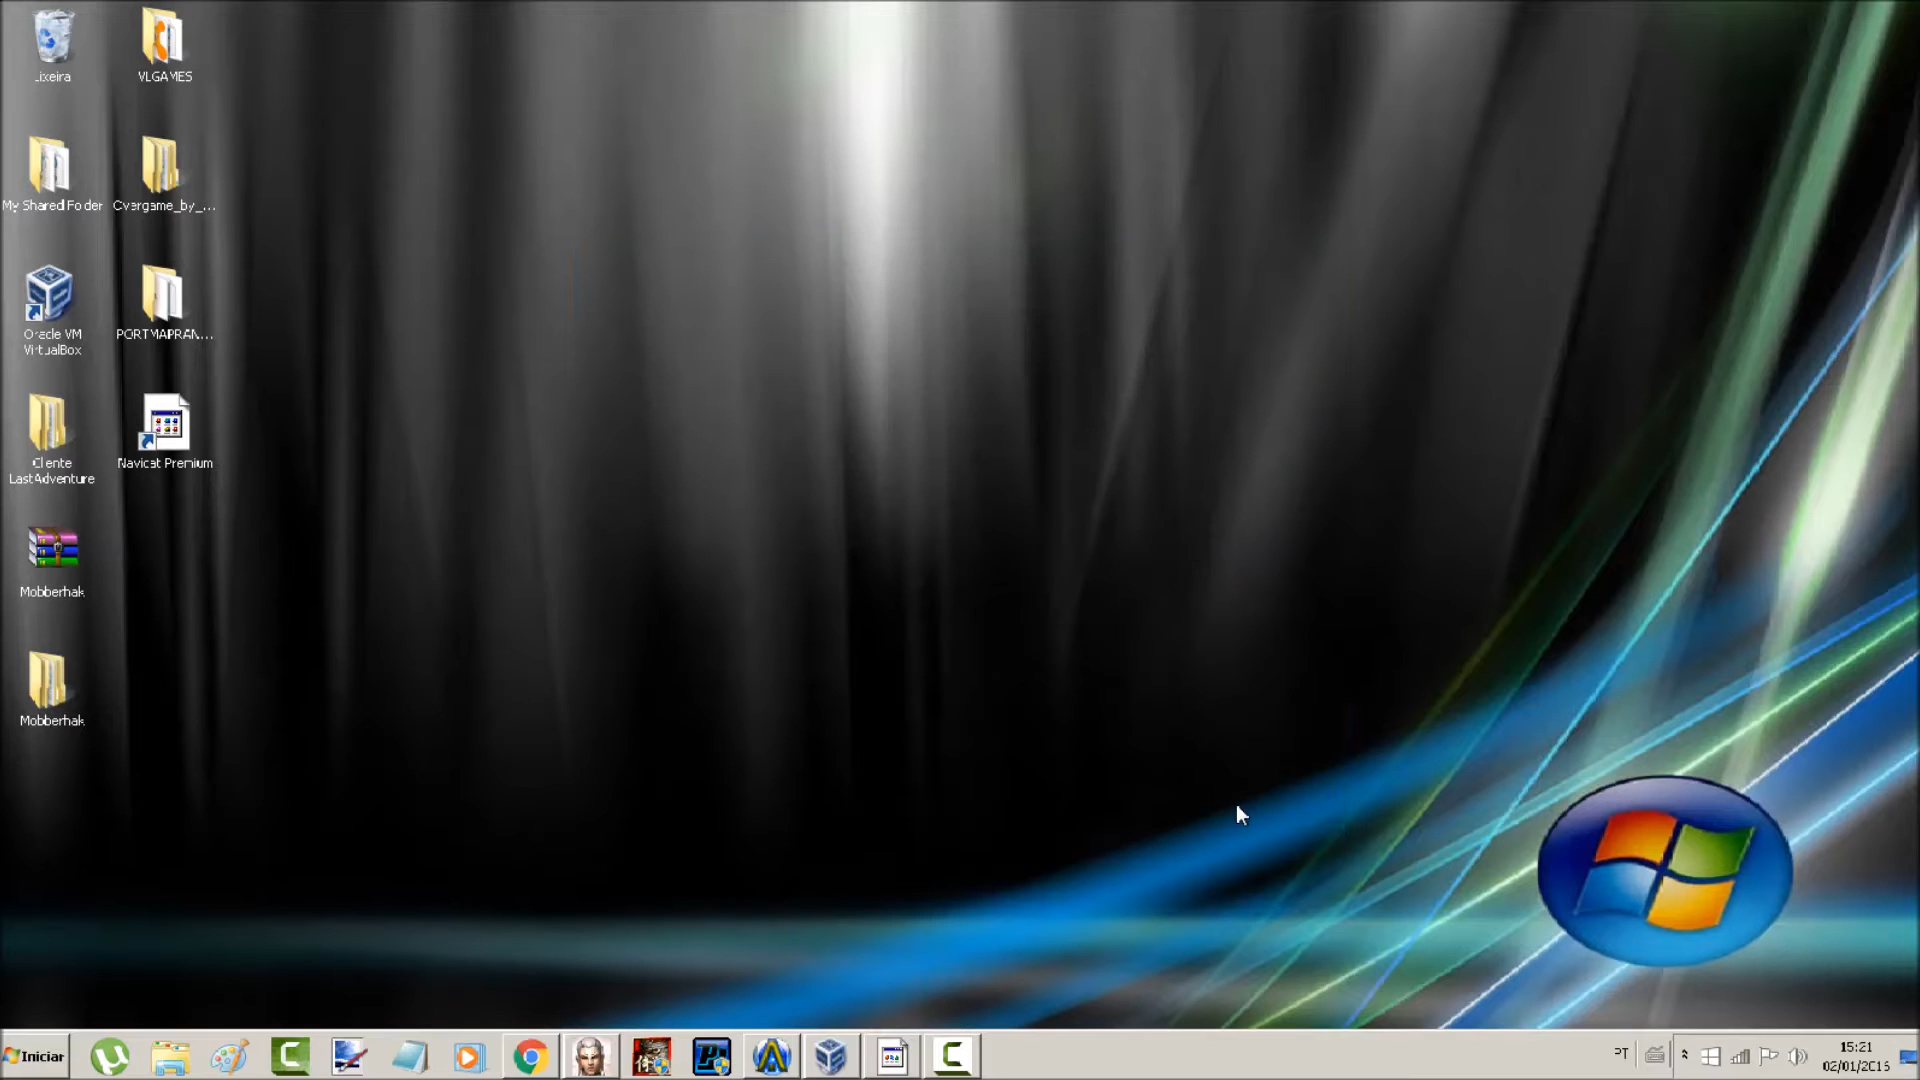 Lixeira
VLGAMES
My Shared Folder
Overgame_by_...
Oracle VM
VirtualBox
PORTMAPRAN...
Cliente
LastAdventure
Navicat Premium
Mobberhak
Mobberhak
Iniciar
PT
15:21
02/01/2016